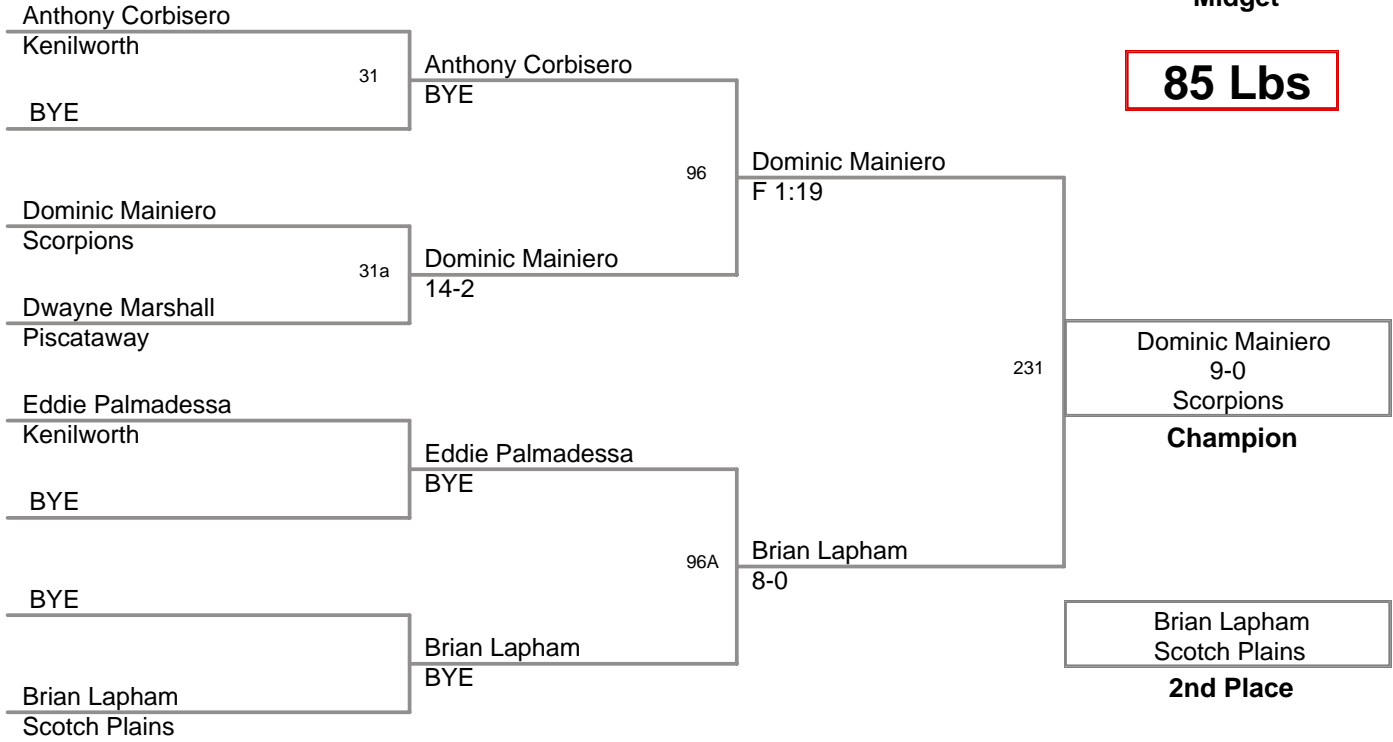 Midget
85 Lbs
Anthony Corbisero
Kenilworth
31
BYE
Dominic Mainiero
Scorpions
31a
Dwayne Marshall
Piscataway
Eddie Palmadessa
Kenilworth
BYE
BYE
Brian Lapham
Scotch Plains
Anthony Corbisero
BYE
96
Dominic Mainiero
14-2
Eddie Palmadessa
BYE
96A
Brian Lapham
BYE
Dominic Mainiero
F 1:19
231
Brian Lapham
8-0
Dominic Mainiero
9-0
Scorpions
Champion
Brian Lapham
Scotch Plains
2nd Place